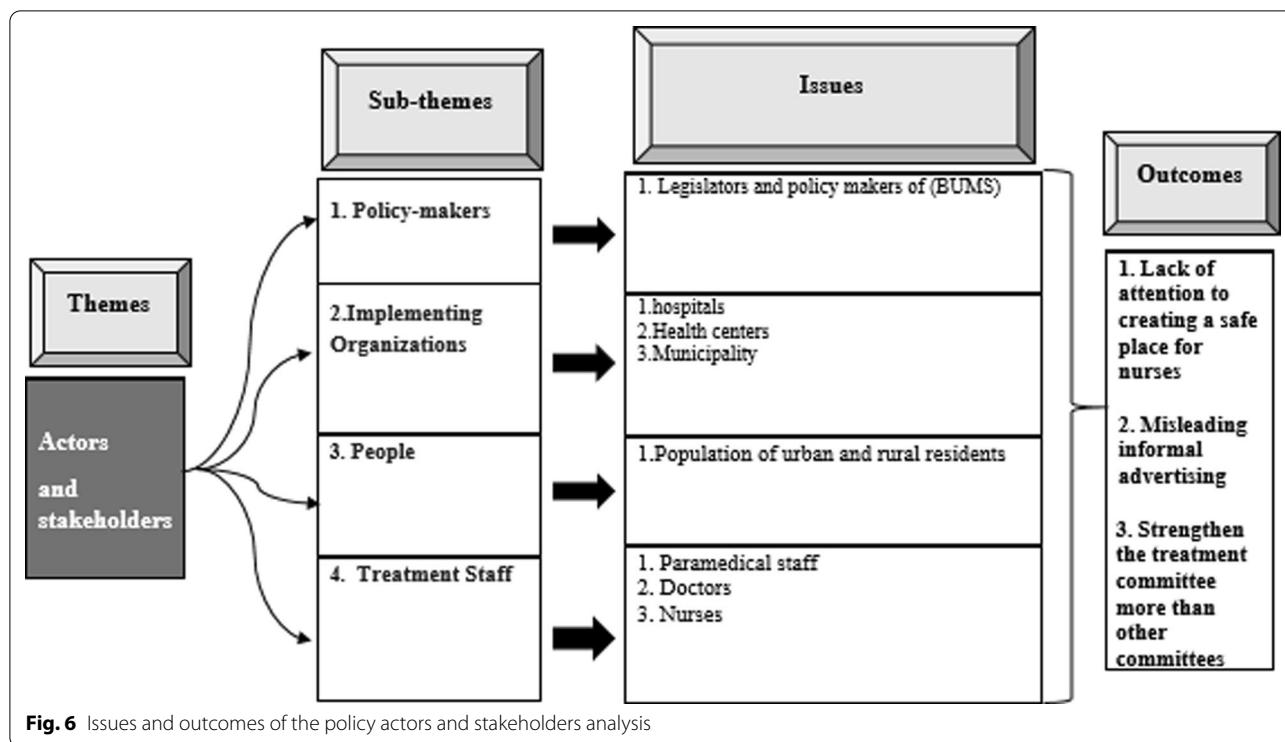 Themes
Actors
and
stakeholders
Sub-themes
1. Policy-makers
2.Implementing
Organizations
3. People
4. Treatment Staff
Issues
1. Legislators and policy makers of (BUMS)
1.hospitals
2.Health centers
3.Municipality
1.Population of urban and rural residents
1. Paramedical staff
2. Doctors
3. Nurses
Outcomes
1. Lack of
attention to
creating a safe
place for
nurses
2. Misleading
informal
advertising
3. Strengthen
the treatment
committee
more than
other
committees
Fig. 6 Issues and outcomes of the policy actors and stakeholders analysis